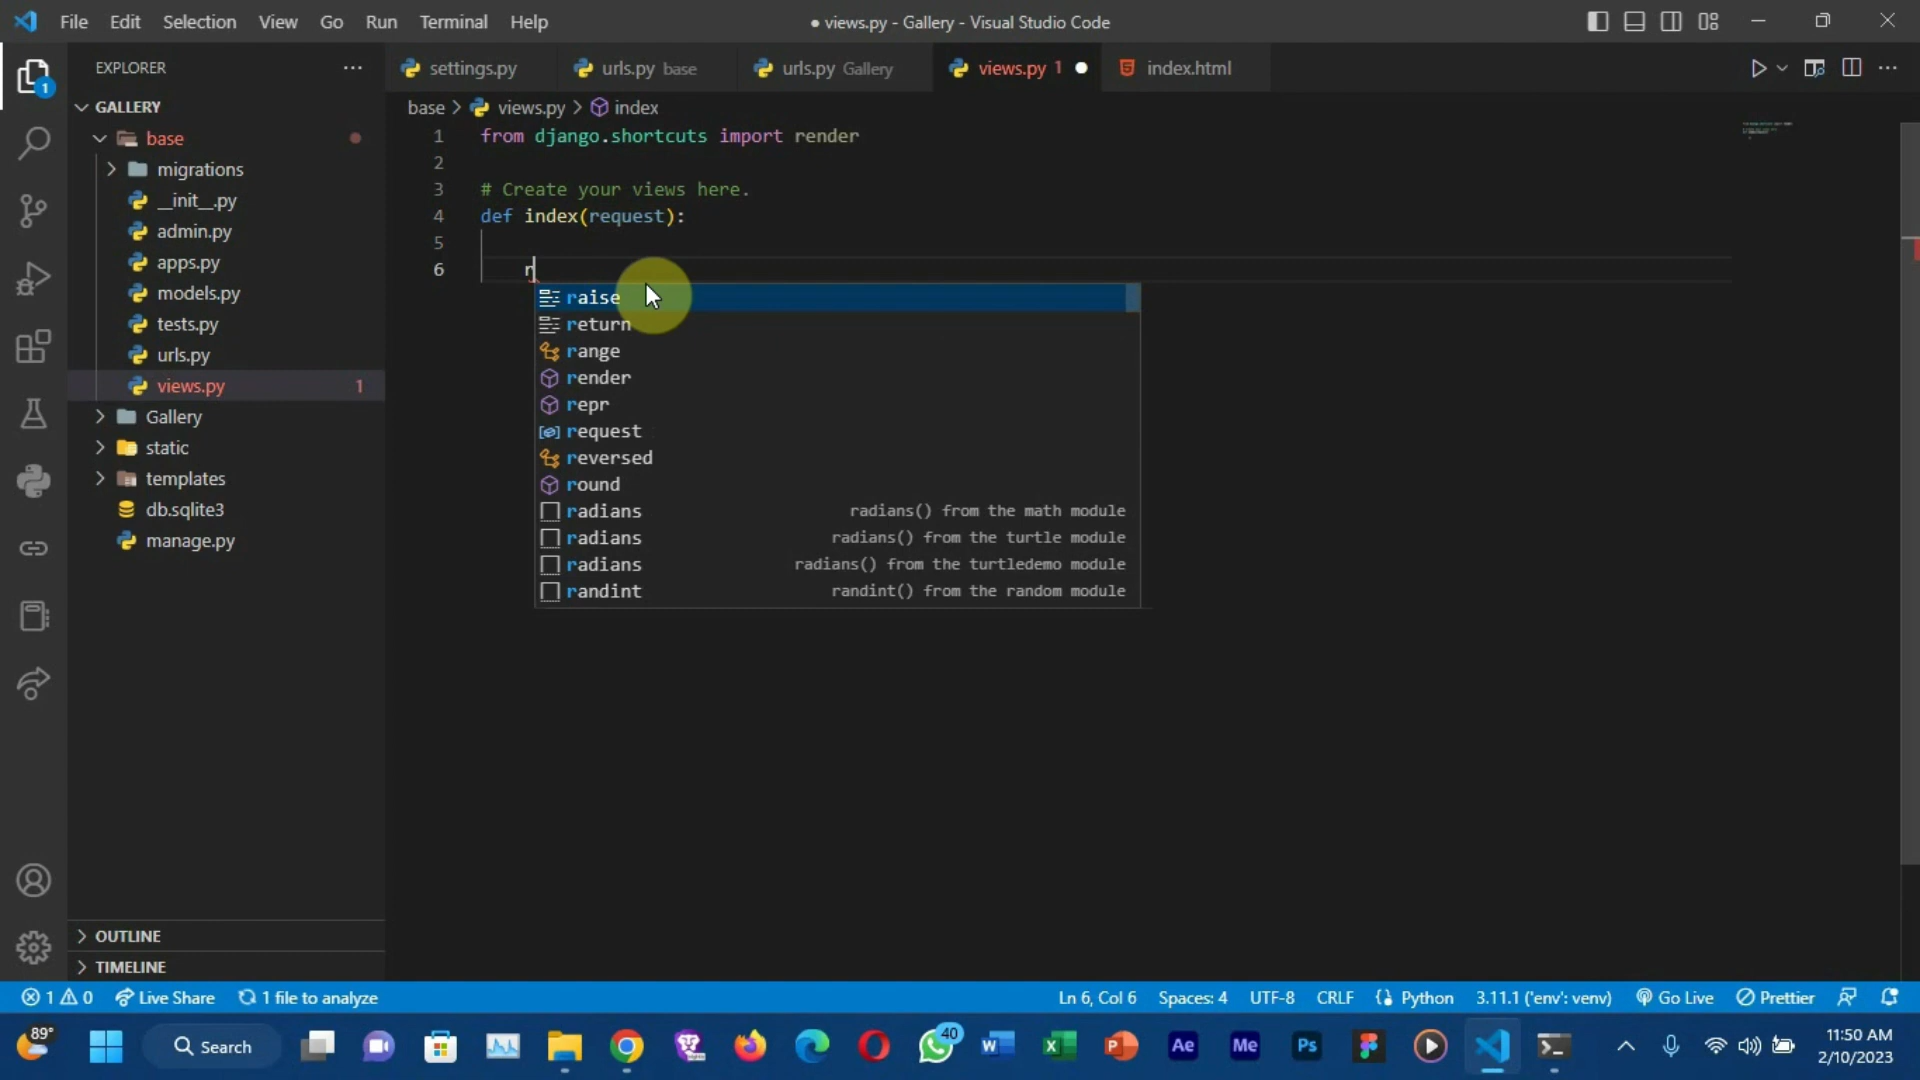 File Edit Selection View Go Run Terminal Help
● views.py - Gallery - Visual Studio Code
1
EXPLORER
···
settings.py
urls.py base
urls.py Gallery
views.py 1
index.html
GALLERY
base > views.py > index
base
migrations
__init__.py
admin.py
apps.py
models.py
tests.py
urls.py
views.py 1
Gallery
static
templates
db.sqlite3
manage.py
OUTLINE
TIMELINE
1 from django.shortcuts import render
2
3 # Create your views here.
4 def index(request):
5
6 r
raise
return
range
render
repr
request
reversed
round
radians radians() from the math module
radians radians() from the turtle module
radians radians() from the turtledemo module
randint randint() from the random module
1 0 Live Share 1 file to analyze
Ln 6, Col 6 Spaces: 4 UTF-8 CRLF Python 3.11.1 ('env': venv) Go Live Prettier
89°
Search
40
W
X
P
Ae
Me
Ps
11:50 AM
2/10/2023